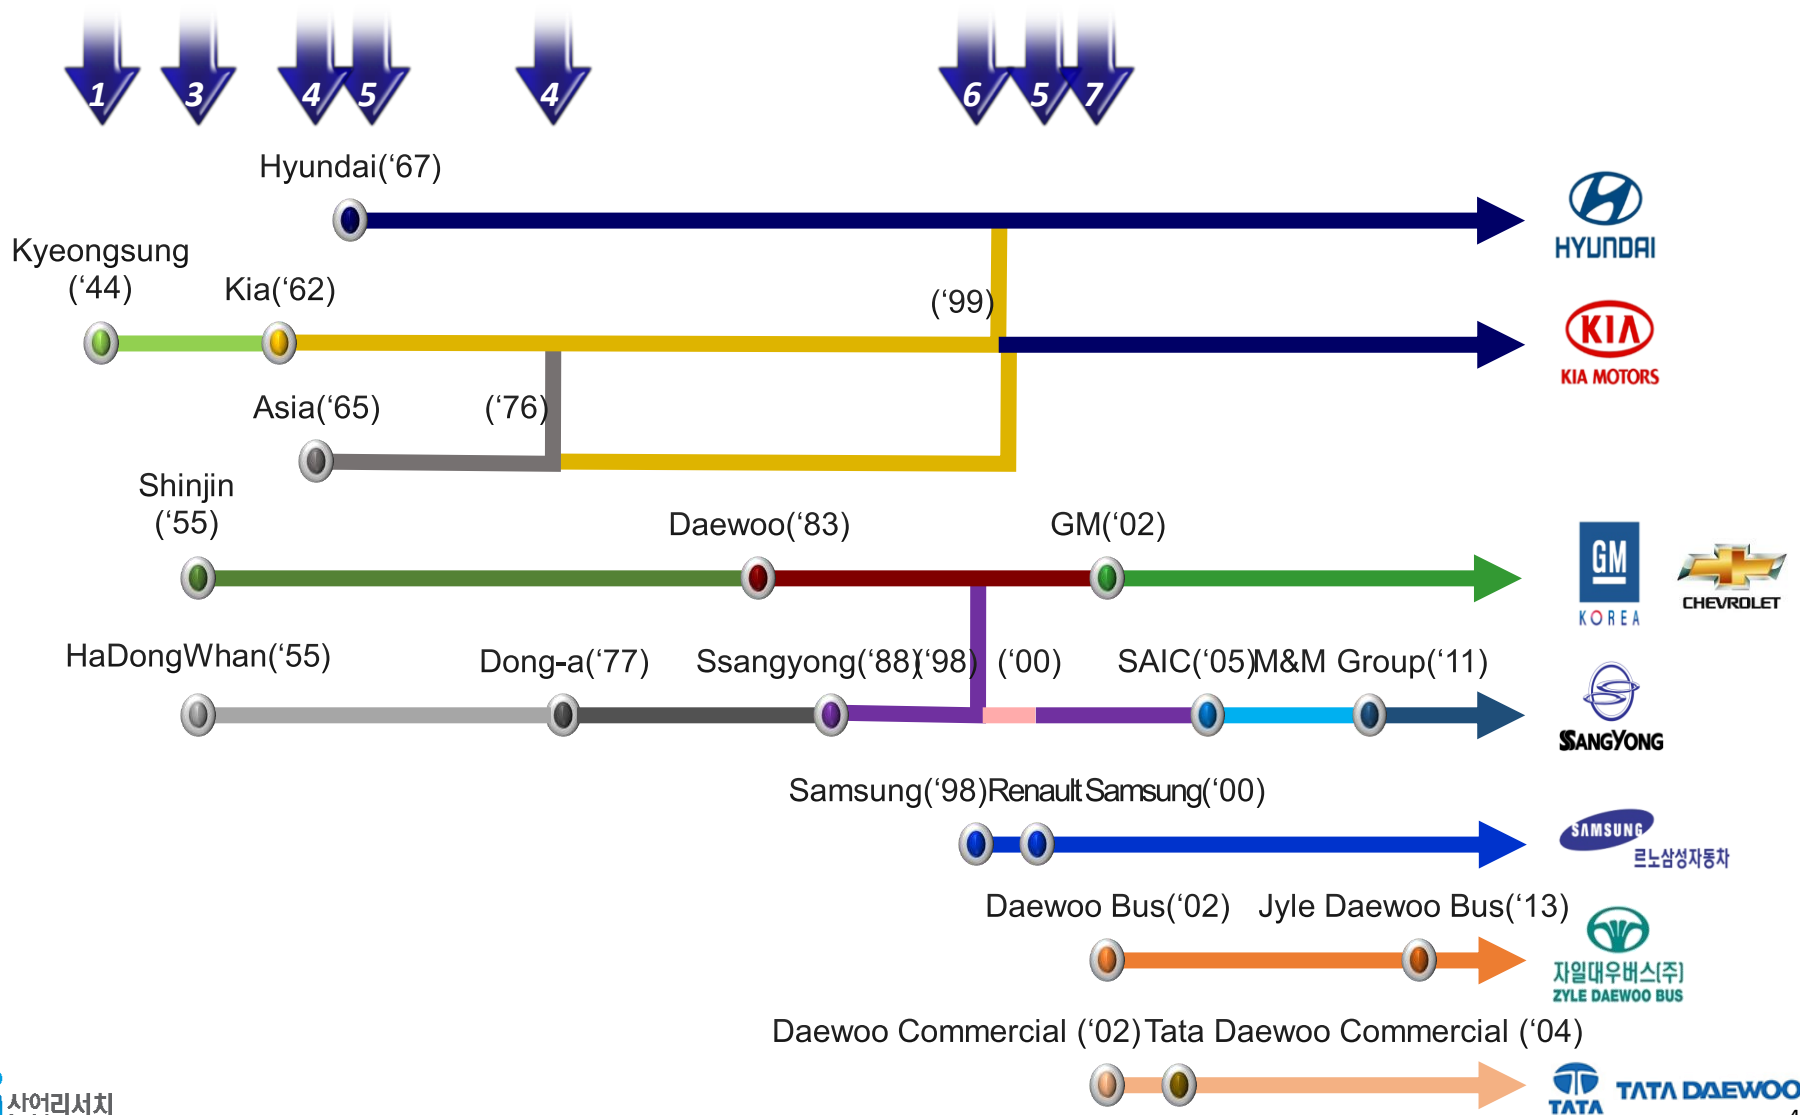 1 3 4 5 4 6 5 7
Hyundai(‘67)
HYUNDAI
Kyeongsung
(‘44)
Kia(‘62)
(‘99)
KIA
KIA MOTORS
Asia(‘65)
(‘76)
Shinjin
(‘55)
Daewoo(‘83)
GM(‘02)
GM
KOREA
CHEVROLET
HaDongWhan(‘55)
Dong-a(‘77)
Ssangyong(‘88)
(‘98)
(‘00)
SAIC(‘05)
M&M Group(‘11)
SSANGYONG
Samsung(‘98)
Renault Samsung(‘00)
SAMSUNG
르노삼성자동차
Daewoo Bus(‘02)
Jyle Daewoo Bus(‘13)
자일대우버스(주)
ZYLE DAEWOO BUS
Daewoo Commercial (‘02)
Tata Daewoo Commercial (‘04)
TATA
TATA DAEWOO